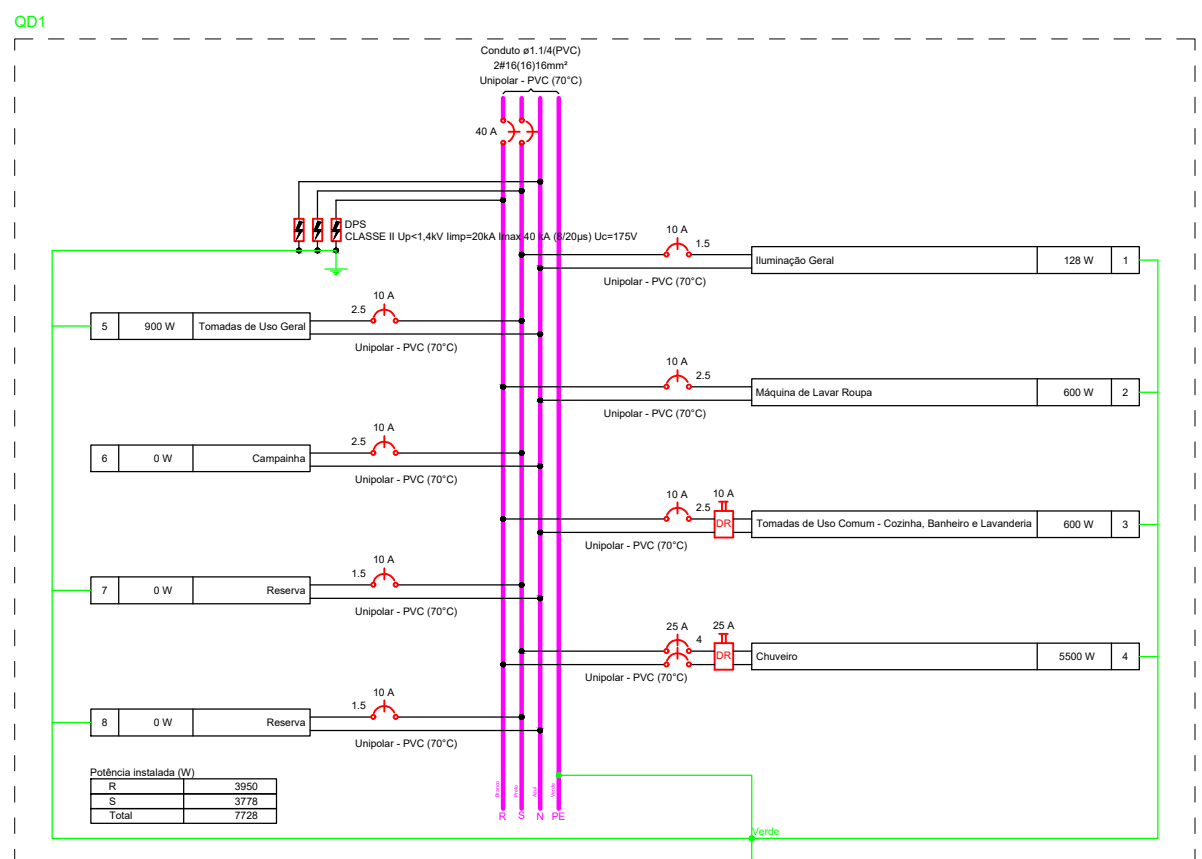 QD1
Conduto ø1.1/4(PVC)
2#16(16)16mm²
Unipolar - PVC (70°C)
40 A
DPS
CLASSE II Up<1,4kV Iimp=20kA Imax 40 kA (8/20µs) Uc=175V
10 A
1.5
Iluminação Geral 128 W 1
Unipolar - PVC (70°C)
10 A
2.5
5 900 W Tomadas de Uso Geral
Unipolar - PVC (70°C)
10 A
2.5
Máquina de Lavar Roupa 600 W 2
Unipolar - PVC (70°C)
10 A
2.5
6 0 W Campainha
Unipolar - PVC (70°C)
10 A 10 A
2.5
DR
Tomadas de Uso Comum - Cozinha, Banheiro e Lavanderia 600 W 3
Unipolar - PVC (70°C)
10 A
1.5
7 0 W Reserva
Unipolar - PVC (70°C)
25 A 25 A
4
DR
Chuveiro 5500 W 4
Unipolar - PVC (70°C)
10 A
1.5
8 0 W Reserva
Unipolar - PVC (70°C)
Potência instalada (W)
R 3950
S 3778
Total 7728
Branco
Preto
Azul
Verde
R S N PE
Verde